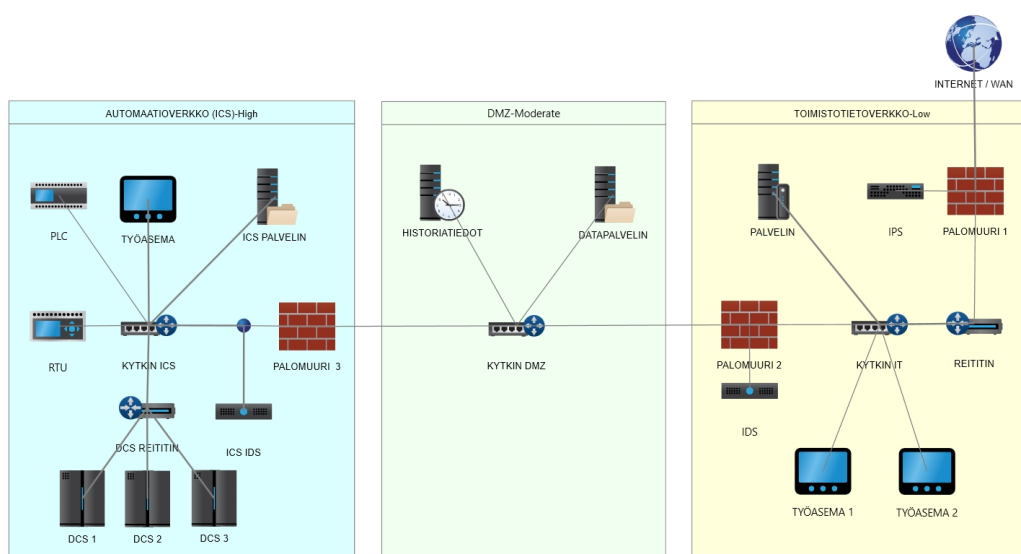 INTERNET / WAN
AUTOMAATIOVERKKO (ICS)-High
DMZ-Moderate
TOIMISTOTIETOVERKKO-Low
PLC
TYÖASEMA
ICS PALVELIN
HISTORIATIEDOT
DATAPALVELIN
PALVELIN
IPS
PALOMUURI 1
RTU
KYTKIN ICS
PALOMUURI 3
KYTKIN DMZ
PALOMUURI 2
KYTKIN IT
REITITIN
DCS REITITIN
ICS IDS
IDS
TYÖASEMA 1
TYÖASEMA 2
DCS 1
DCS 2
DCS 3